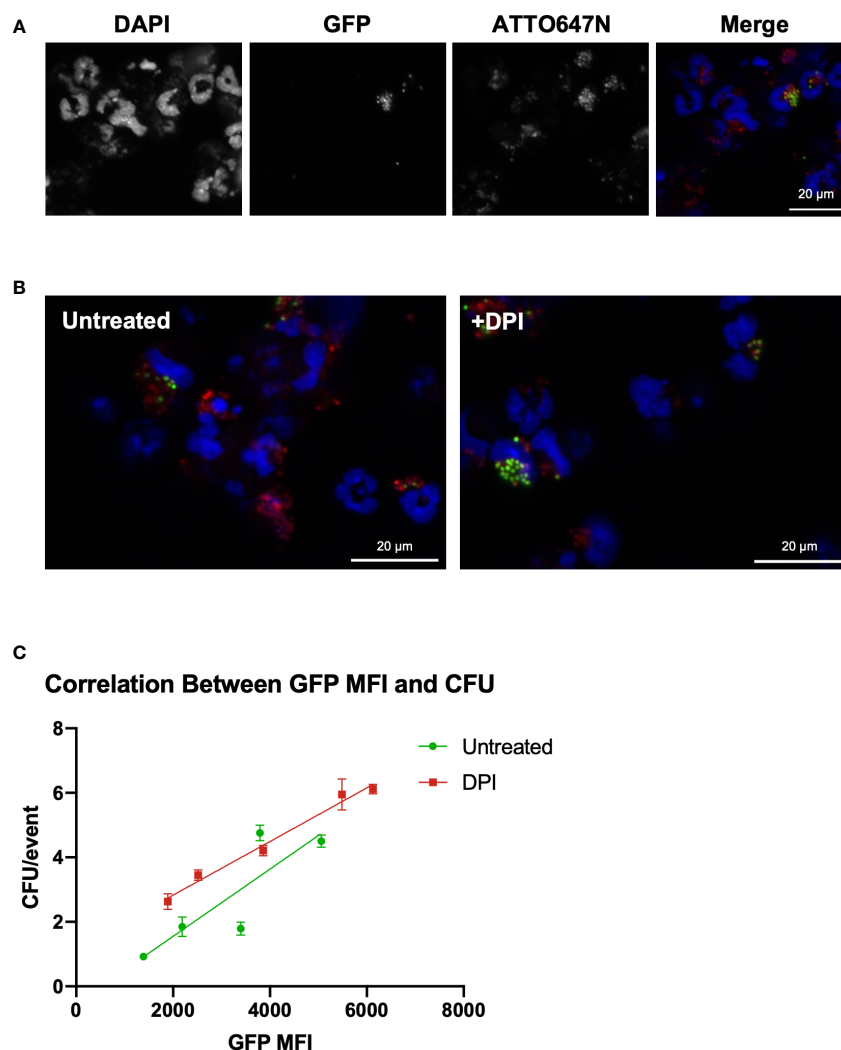 A
DAPI
GFP
ATTO647N
Merge
20 µm
B
Untreated
+DPI
20 µm
20 µm
C
Correlation Between GFP MFI and CFU
8
6
4
2
0
CFU/event
0
2000
4000
6000
8000
GFP MFI
Untreated
DPI